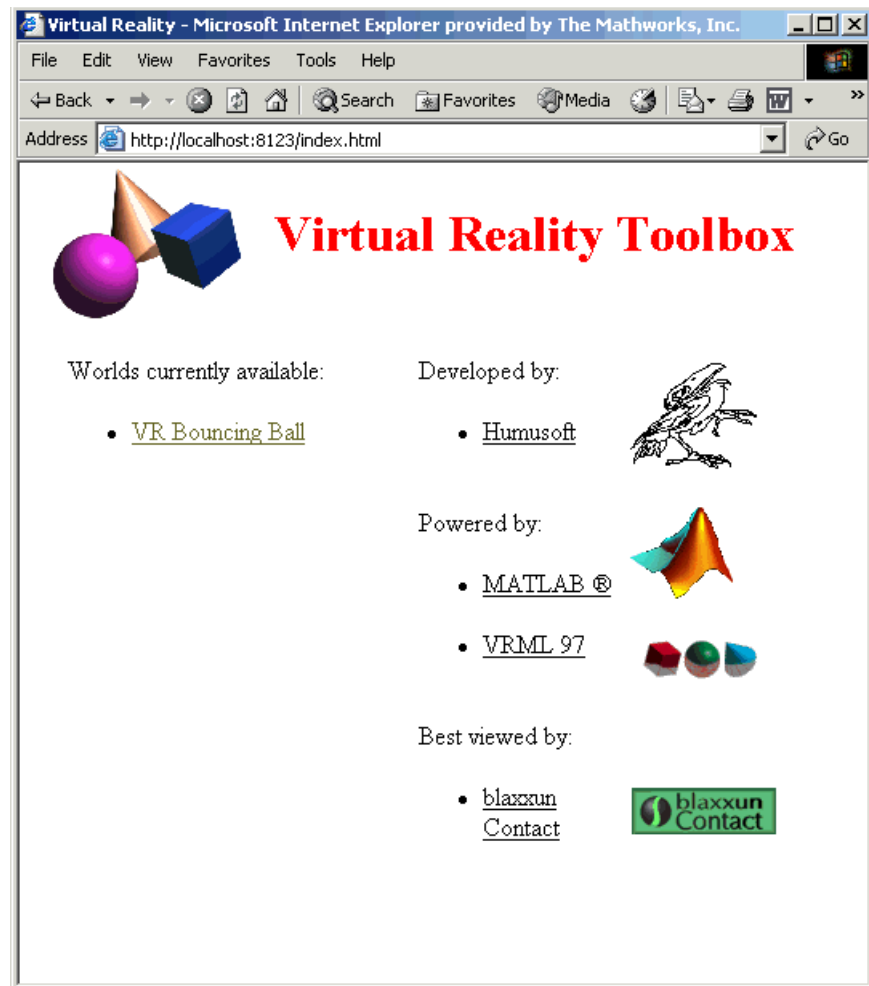 Virtual Reality - Microsoft Internet Explorer provided by The Mathworks, Inc.
File Edit View Favorites Tools Help
Back Search Favorites Media W »
Address http://localhost:8123/index.html Go
Virtual Reality Toolbox
Worlds currently available:
• VR Bouncing Ball
Developed by:
• Humusoft
Powered by:
• MATLAB ®
• VRML 97
Best viewed by:
• blaxxun
Contact
blaxxun
Contact